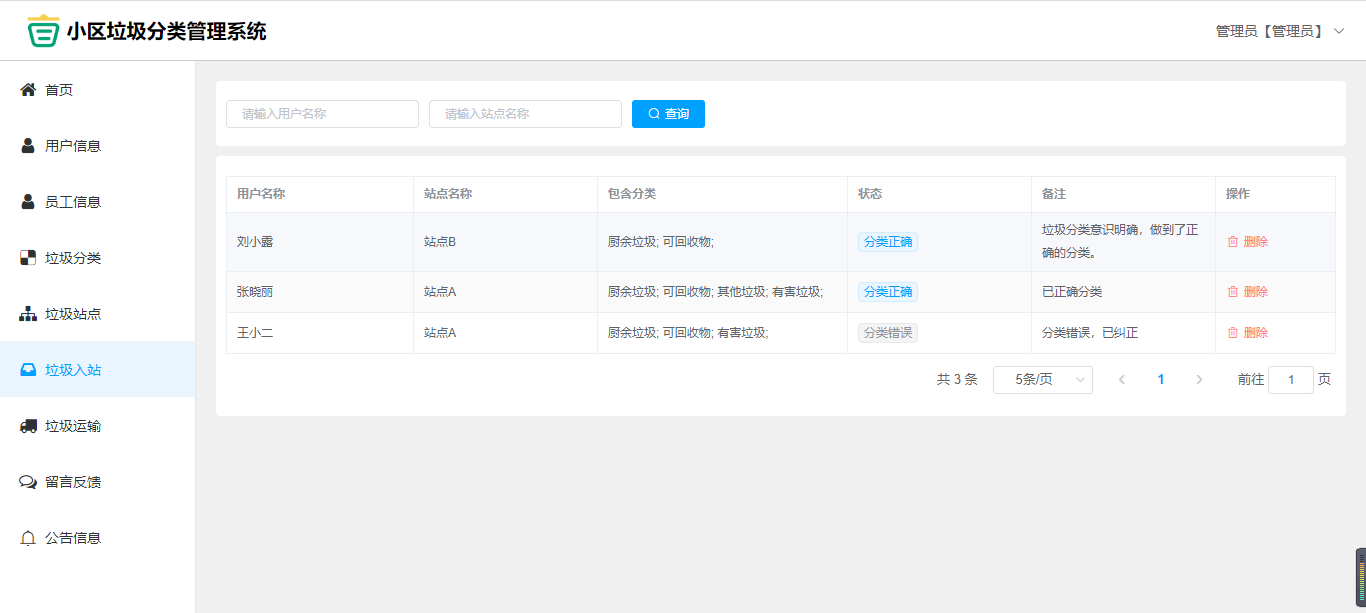 小区垃圾分类管理系统
管理员【管理员】
首页
用户信息
员工信息
垃圾分类
垃圾站点
垃圾入站
垃圾运输
留言反馈
公告信息
请输入用户名称 请输入站点名称 查询
用户名称 站点名称 包含分类 状态 备注 操作
刘小露 站点B 厨余垃圾; 可回收物; 分类正确 垃圾分类意识明确，做到了正
确的分类。 删除
张晓丽 站点A 厨余垃圾; 可回收物; 其他垃圾; 有害垃圾; 分类正确 已正确分类 删除
王小二 站点A 厨余垃圾; 可回收物; 有害垃圾; 分类错误 分类错误，已纠正 删除
共 3 条 5条/页 1 前往 1 页